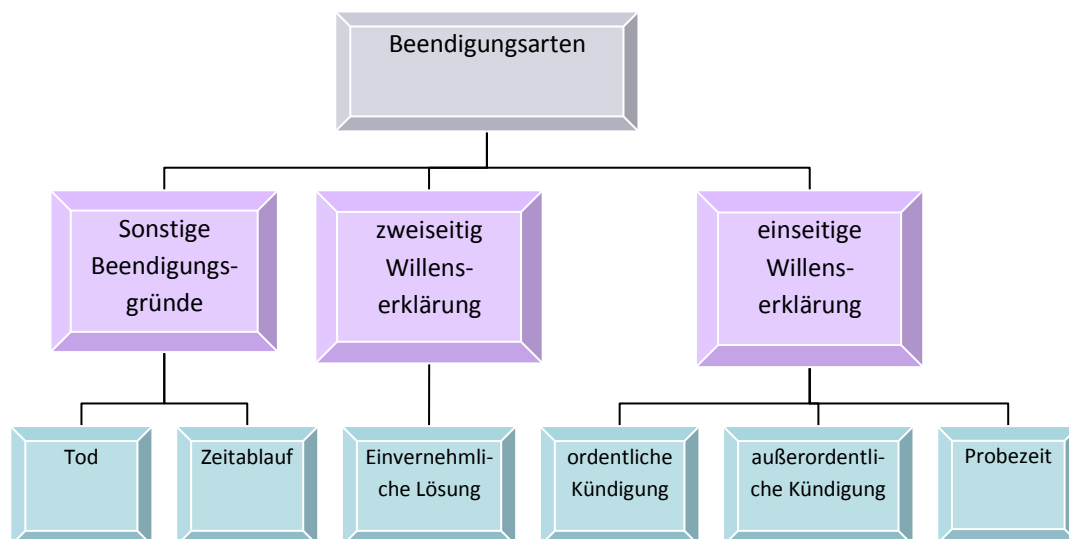 Beendigungsarten
Sonstige
Beendigungs-
gründe
zweiseitig
Willens-
erklärung
einseitige
Willens-
erklärung
Tod
Zeitablauf
Einvernehmli-
che Lösung
ordentliche
Kündigung
außerordentli-
che Kündigung
Probezeit